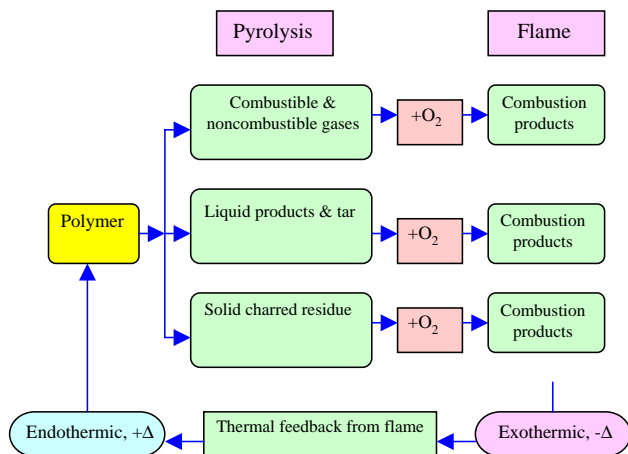 Pyrolysis
Flame
Combustible &
noncombustible gases
+O₂
Combustion
products
Polymer
Liquid products & tar
+O₂
Combustion
products
Solid charred residue
+O₂
Combustion
products
Endothermic, +Δ
Thermal feedback from flame
Exothermic, -Δ